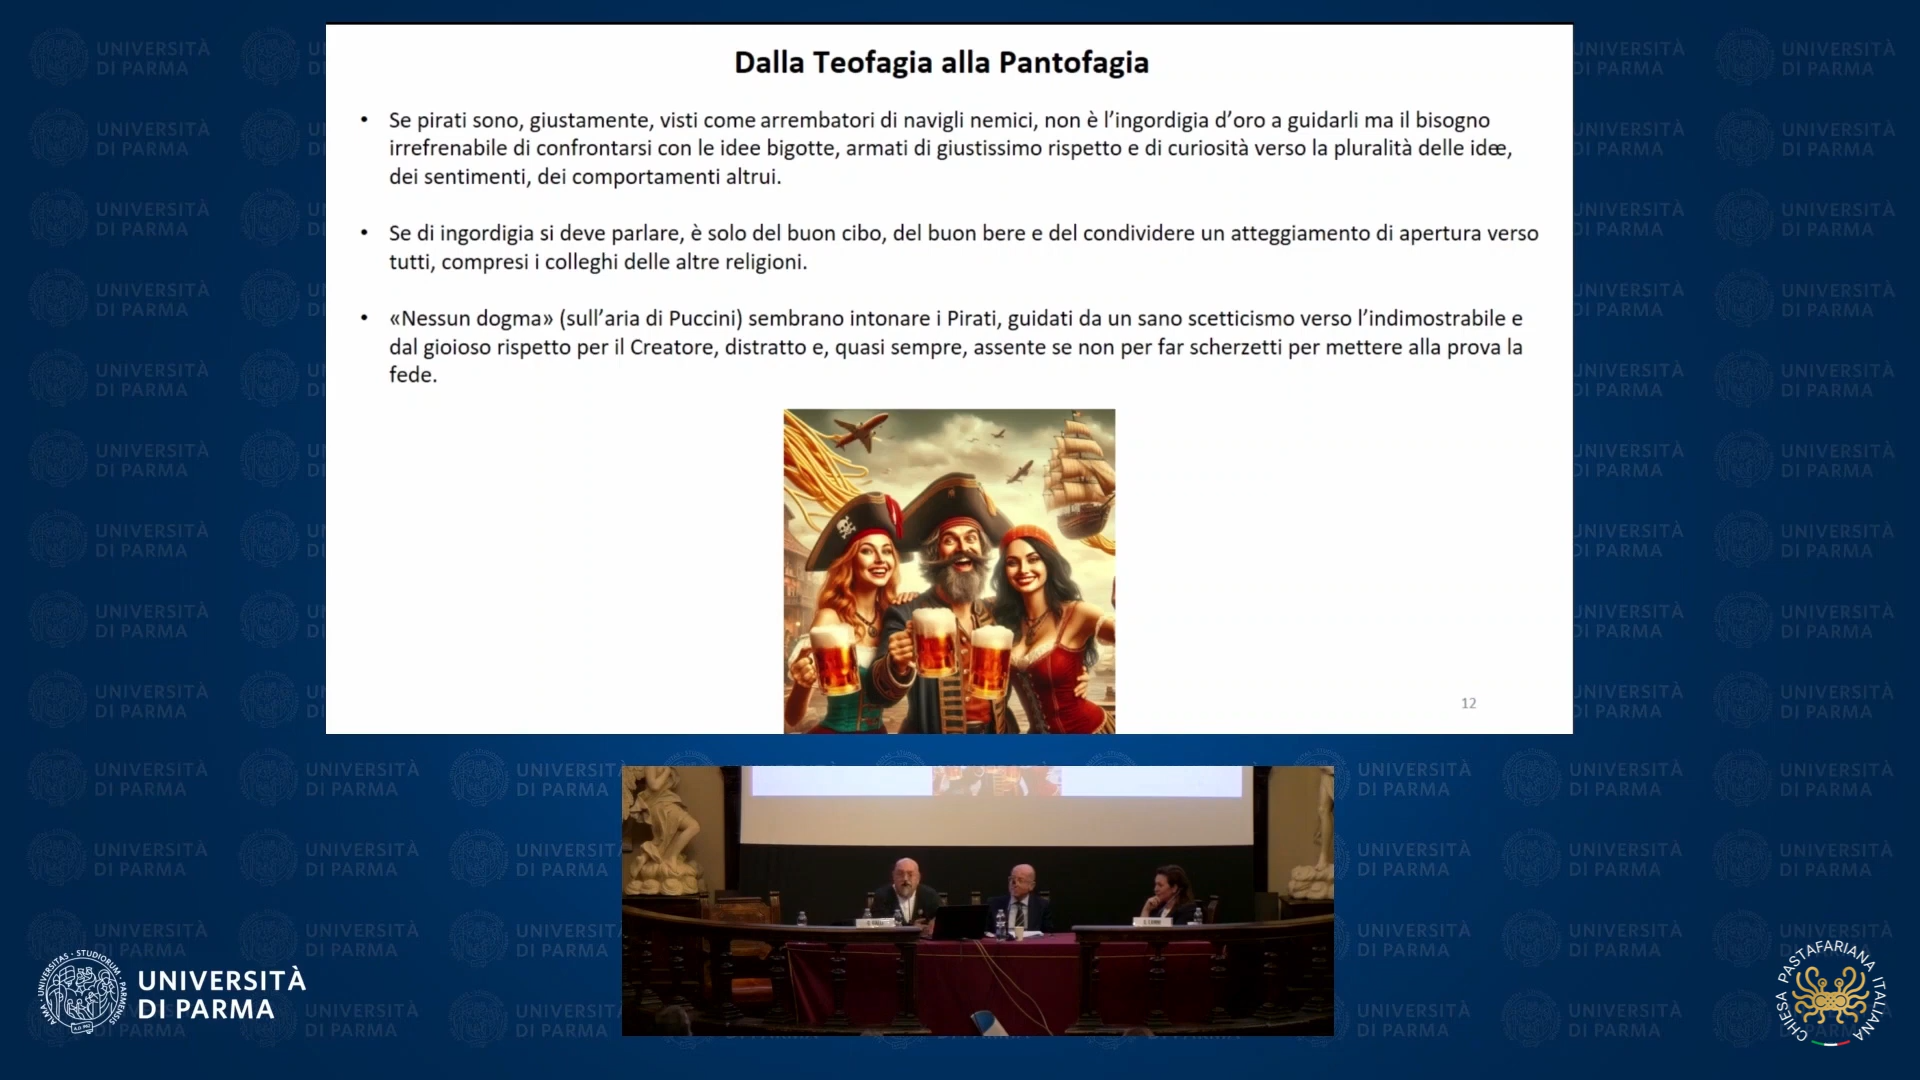 Dalla Teofagia alla Pantofagia
• Se pirati sono, giustamente, visti come arrembatori di navigli nemici, non è l’ingordigia d’oro a guidarli ma il bisogno
irrefrenabile di confrontarsi con le idee bigotte, armati di giustissimo rispetto e di curiosità verso la pluralità delle idee,
dei sentimenti, dei comportamenti altrui.
• Se di ingordigia si deve parlare, è solo del buon cibo, del buon bere e del condividere un atteggiamento di apertura verso
tutti, compresi i colleghi delle altre religioni.
• «Nessun dogma» (sull’aria di Puccini) sembrano intonare i Pirati, guidati da un sano scetticismo verso l’indimostrabile e
dal gioioso rispetto per il Creatore, distratto e, quasi sempre, assente se non per far scherzetti per mettere alla prova la
fede.
12
UNIVERSITÀ
DI PARMA
CHIESA PASTAFARIANA ITALIANA